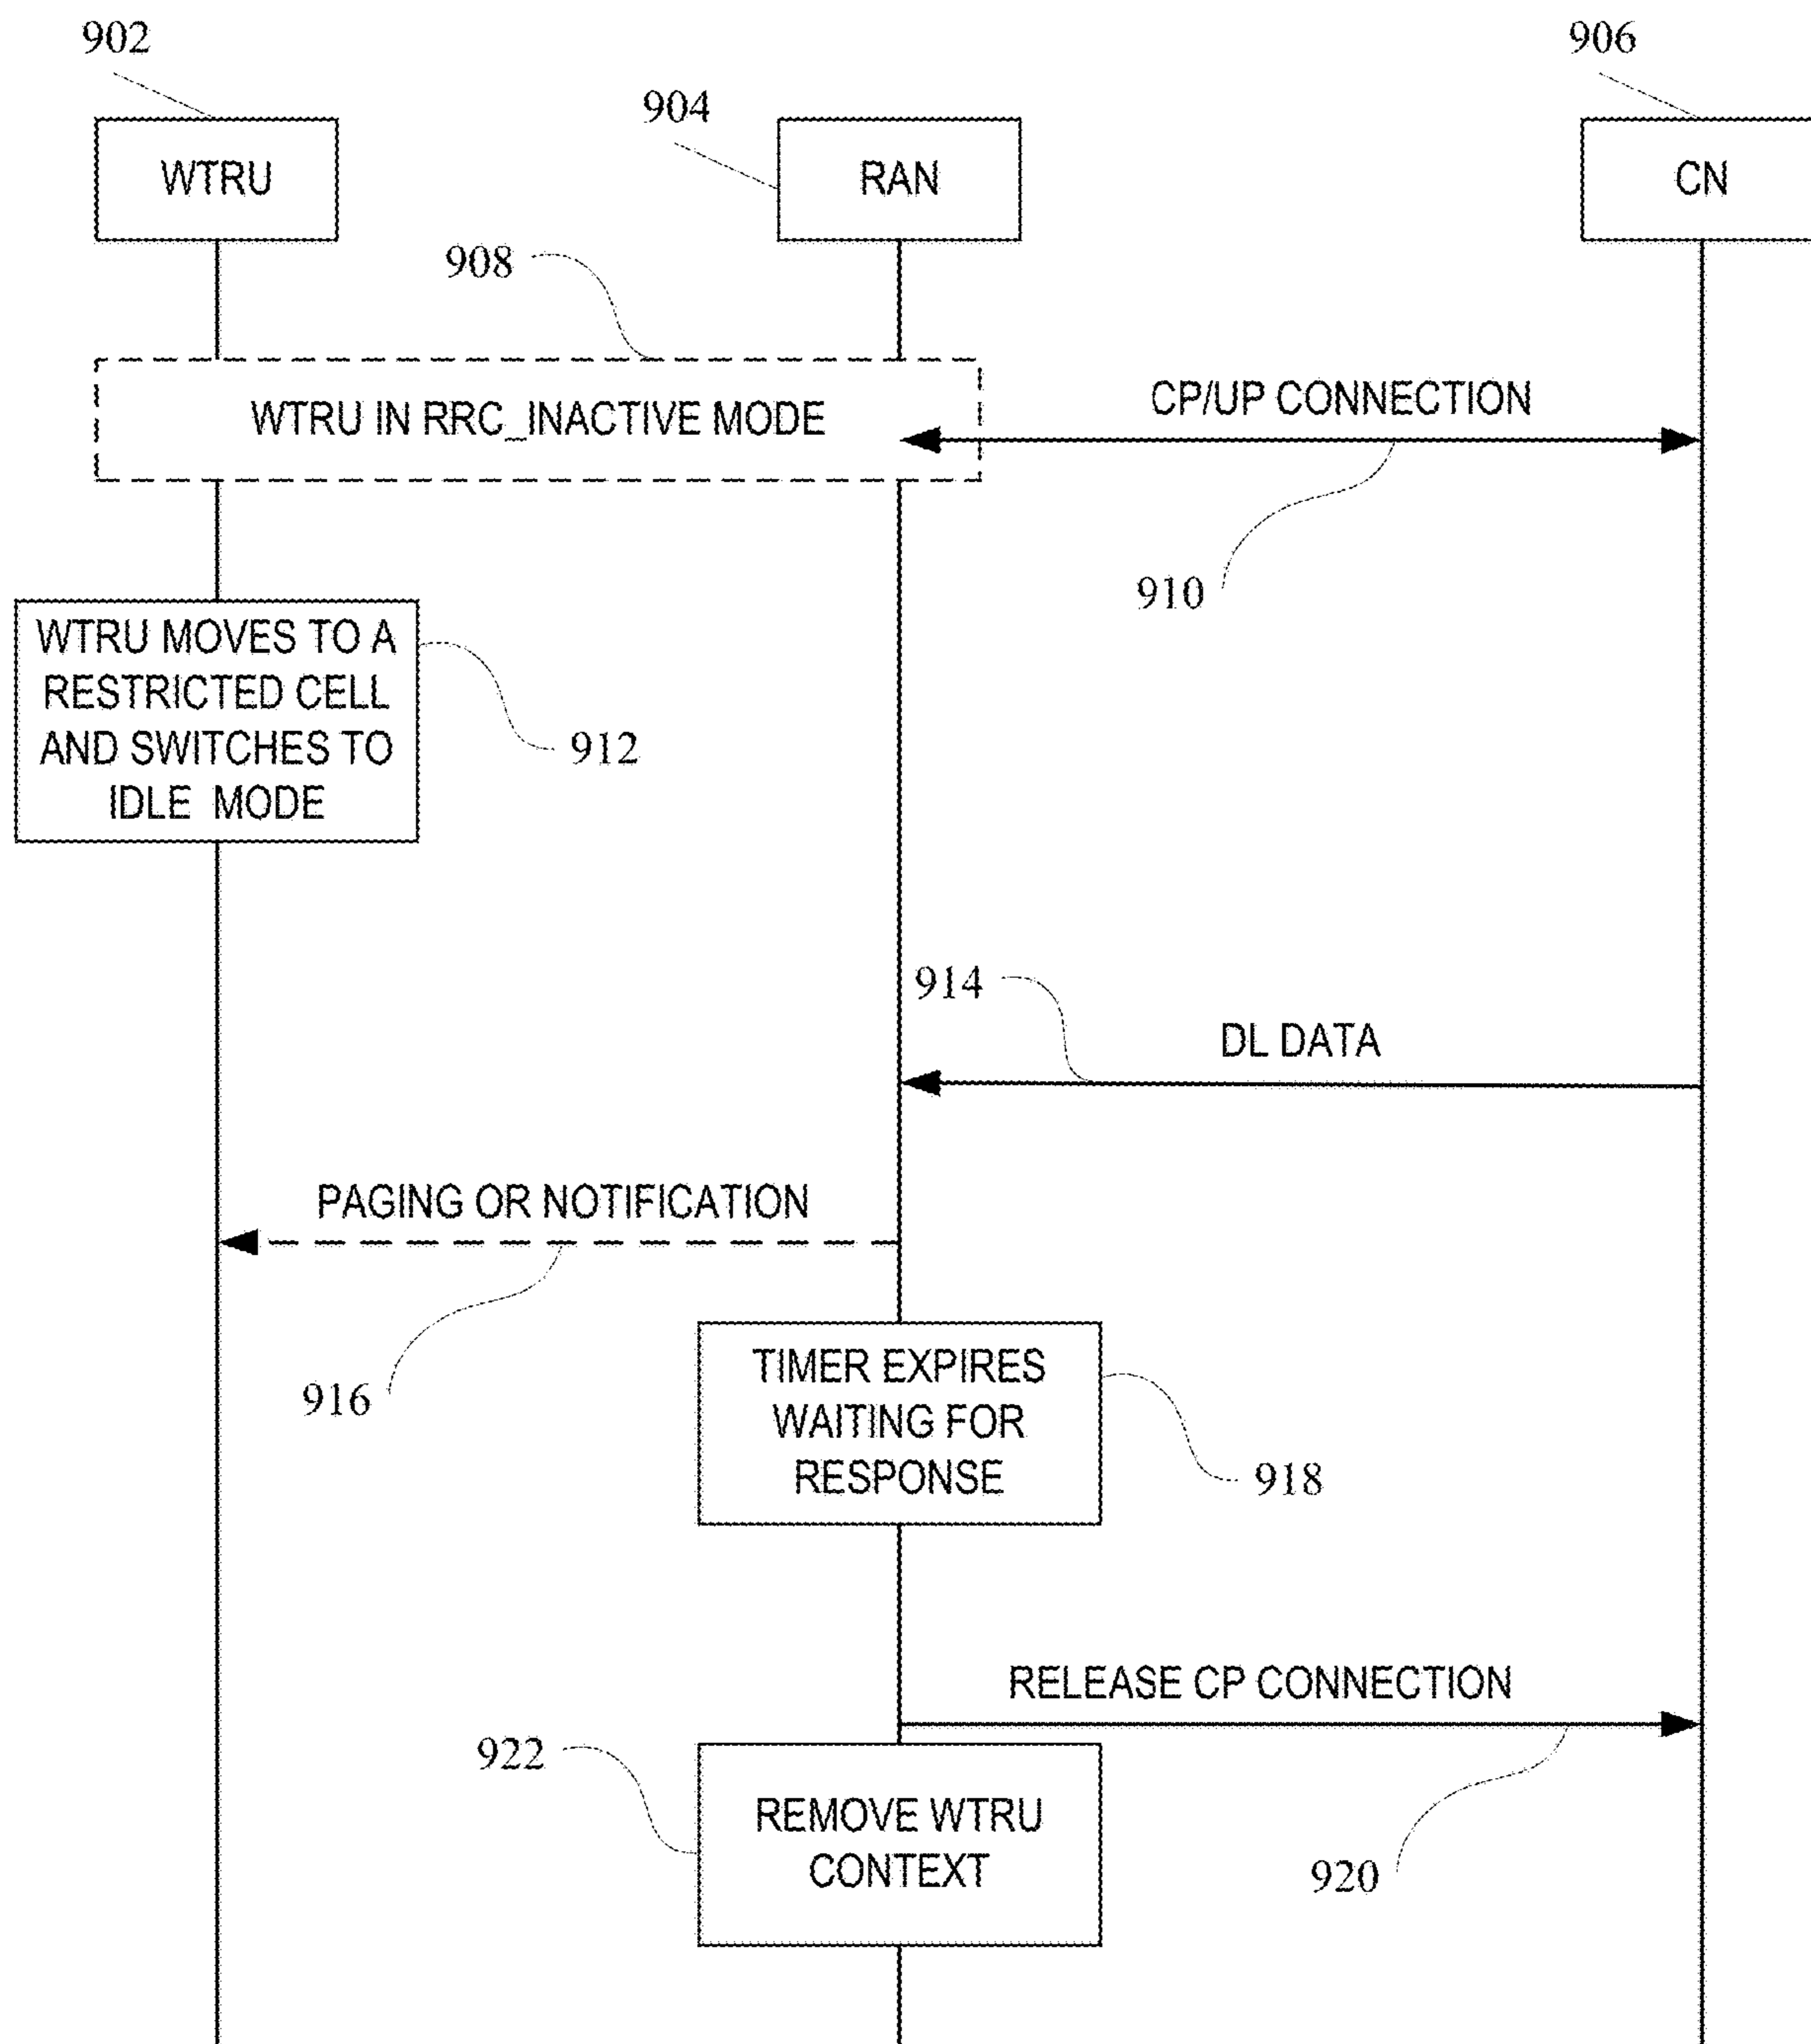 902
906
904
WTRU
RAN
CN
908
WTRU IN RRC_INACTIVE MODE
CP/UP CONNECTION
910
WTRU MOVES TO A
RESTRICTED CELL
AND SWITCHES TO
IDLE MODE
912
914
DL DATA
PAGING OR NOTIFICATION
916
TIMER EXPIRES
WAITING FOR
RESPONSE
918
RELEASE CP CONNECTION
922
REMOVE WTRU
CONTEXT
920